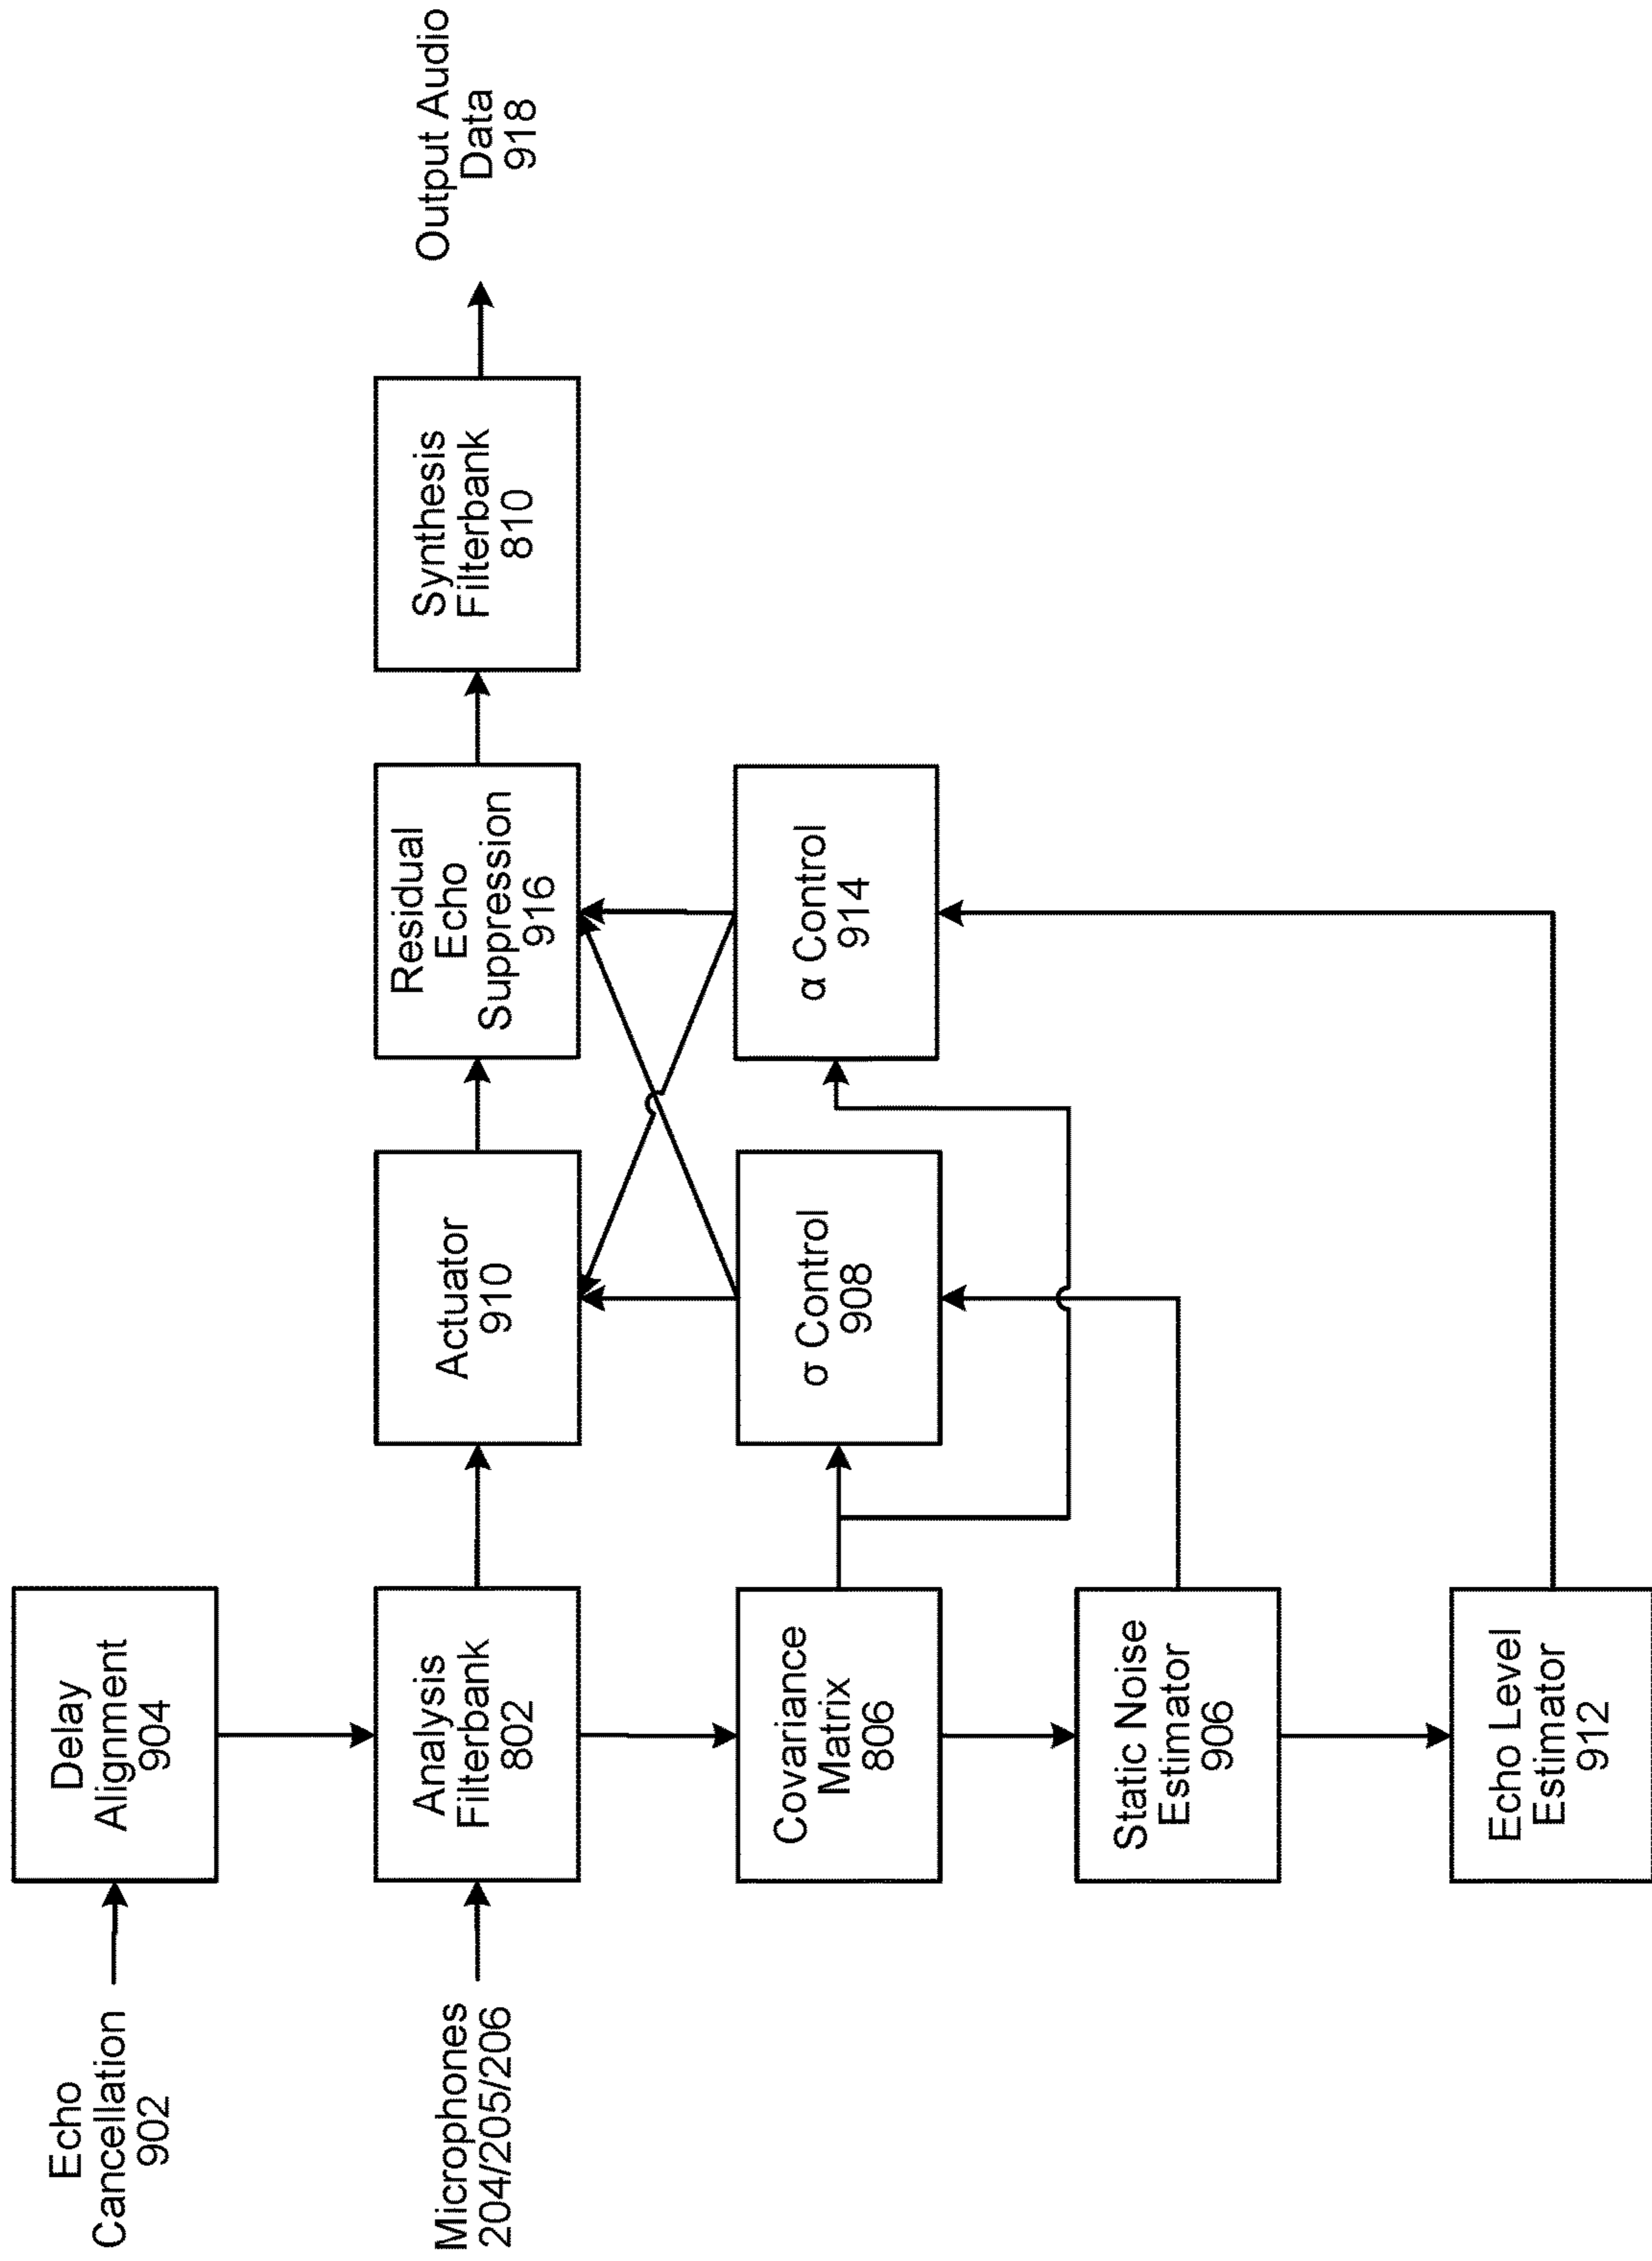 Echo
Cancellation
902
Delay
Alignment
904
Microphones
204/205/206
Analysis
Filterbank
802
Actuator
910
Residual
Echo
Suppression
916
Synthesis
Filterbank
810
Output Audio
Data
918
Covariance
Matrix
806
σ Control
908
α Control
914
Static Noise
Estimator
906
Echo Level
Estimator
912